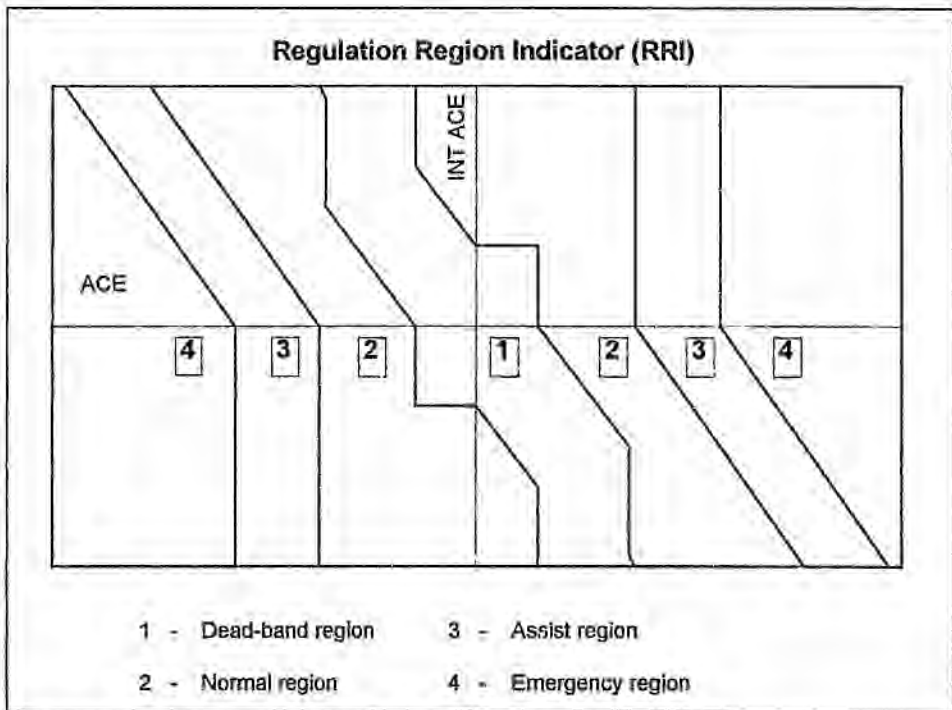 Regulation Region Indicator (RRI)
INT ACE
ACE
4 3 2 1 2 3 4
1 - Dead-band region 3 - Assist region
2 - Normal region 4 - Emergency region